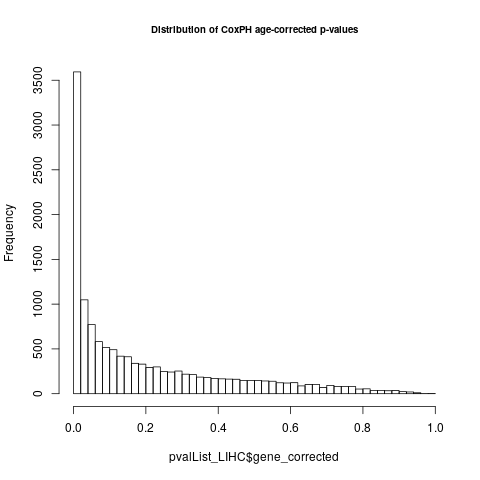 Distribution of CoxPH age-corrected p-values
3500
3000
2500
2000
1500
1000
500
0
Frequency
0.0 0.2 0.4 0.6 0.8 1.0
pvalList_LIHC$gene_corrected